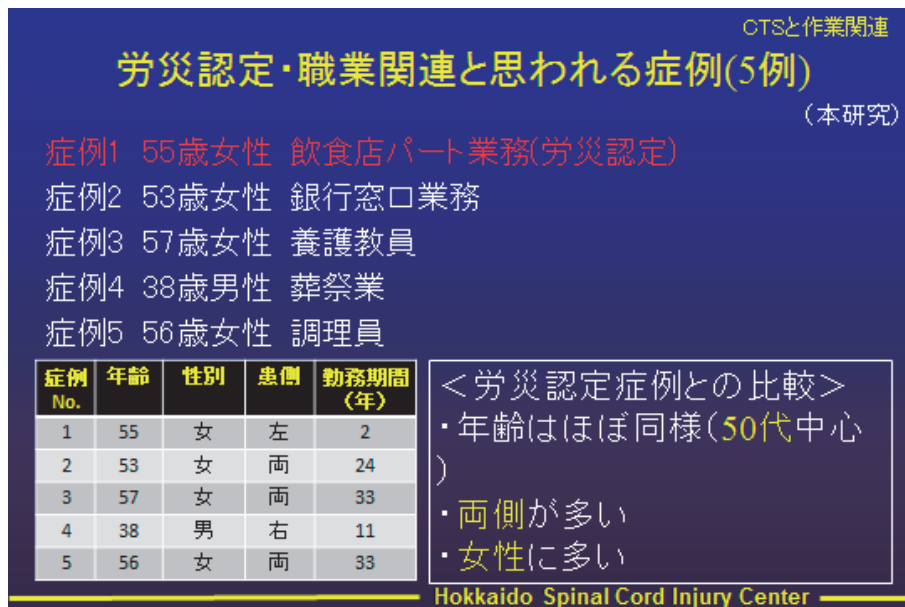 CTSと作業関連
労災認定・職業関連と思われる症例(5例)
(本研究)
症例1 55歳女性 飲食店パート業務(労災認定)
症例2 53歳女性 銀行窓口業務
症例3 57歳女性 養護教員
症例4 38歳男性 葬祭業
症例5 56歳女性 調理員
症例No. 年齢 性別 患側 勤務期間(年)
1 55 女 左 2
2 53 女 両 24
3 57 女 両 33
4 38 男 右 11
5 56 女 両 33
＜労災認定症例との比較＞
・年齢はほぼ同様(50代中心
)
・両側が多い
・女性に多い
Hokkaido Spinal Cord Injury Center